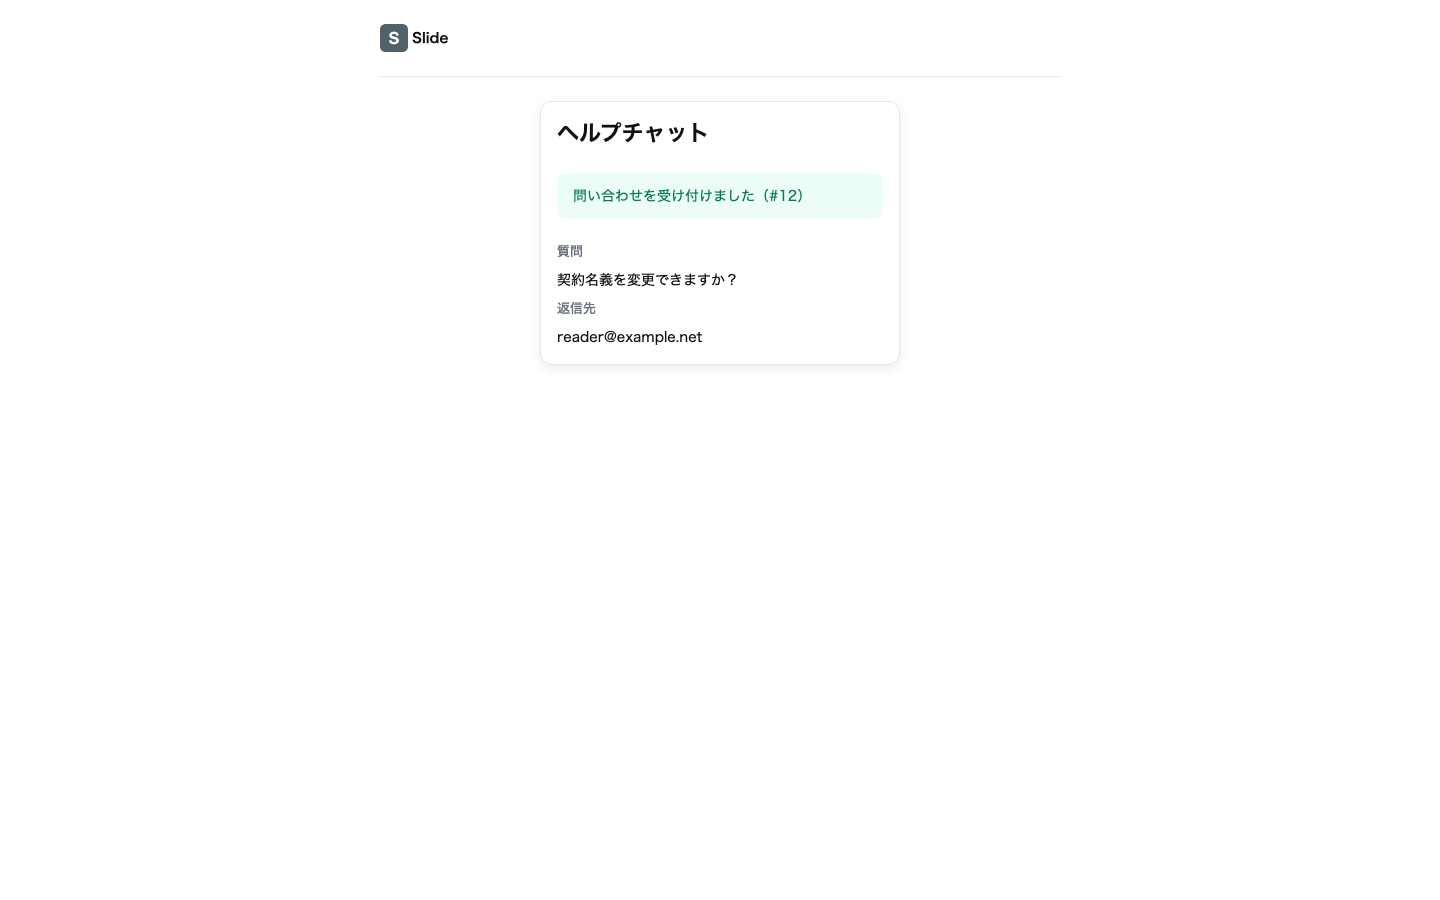 S Slide
ヘルプチャット
問い合わせを受け付けました（#12）
質問
契約名義を変更できますか？
返信先
reader@example.net